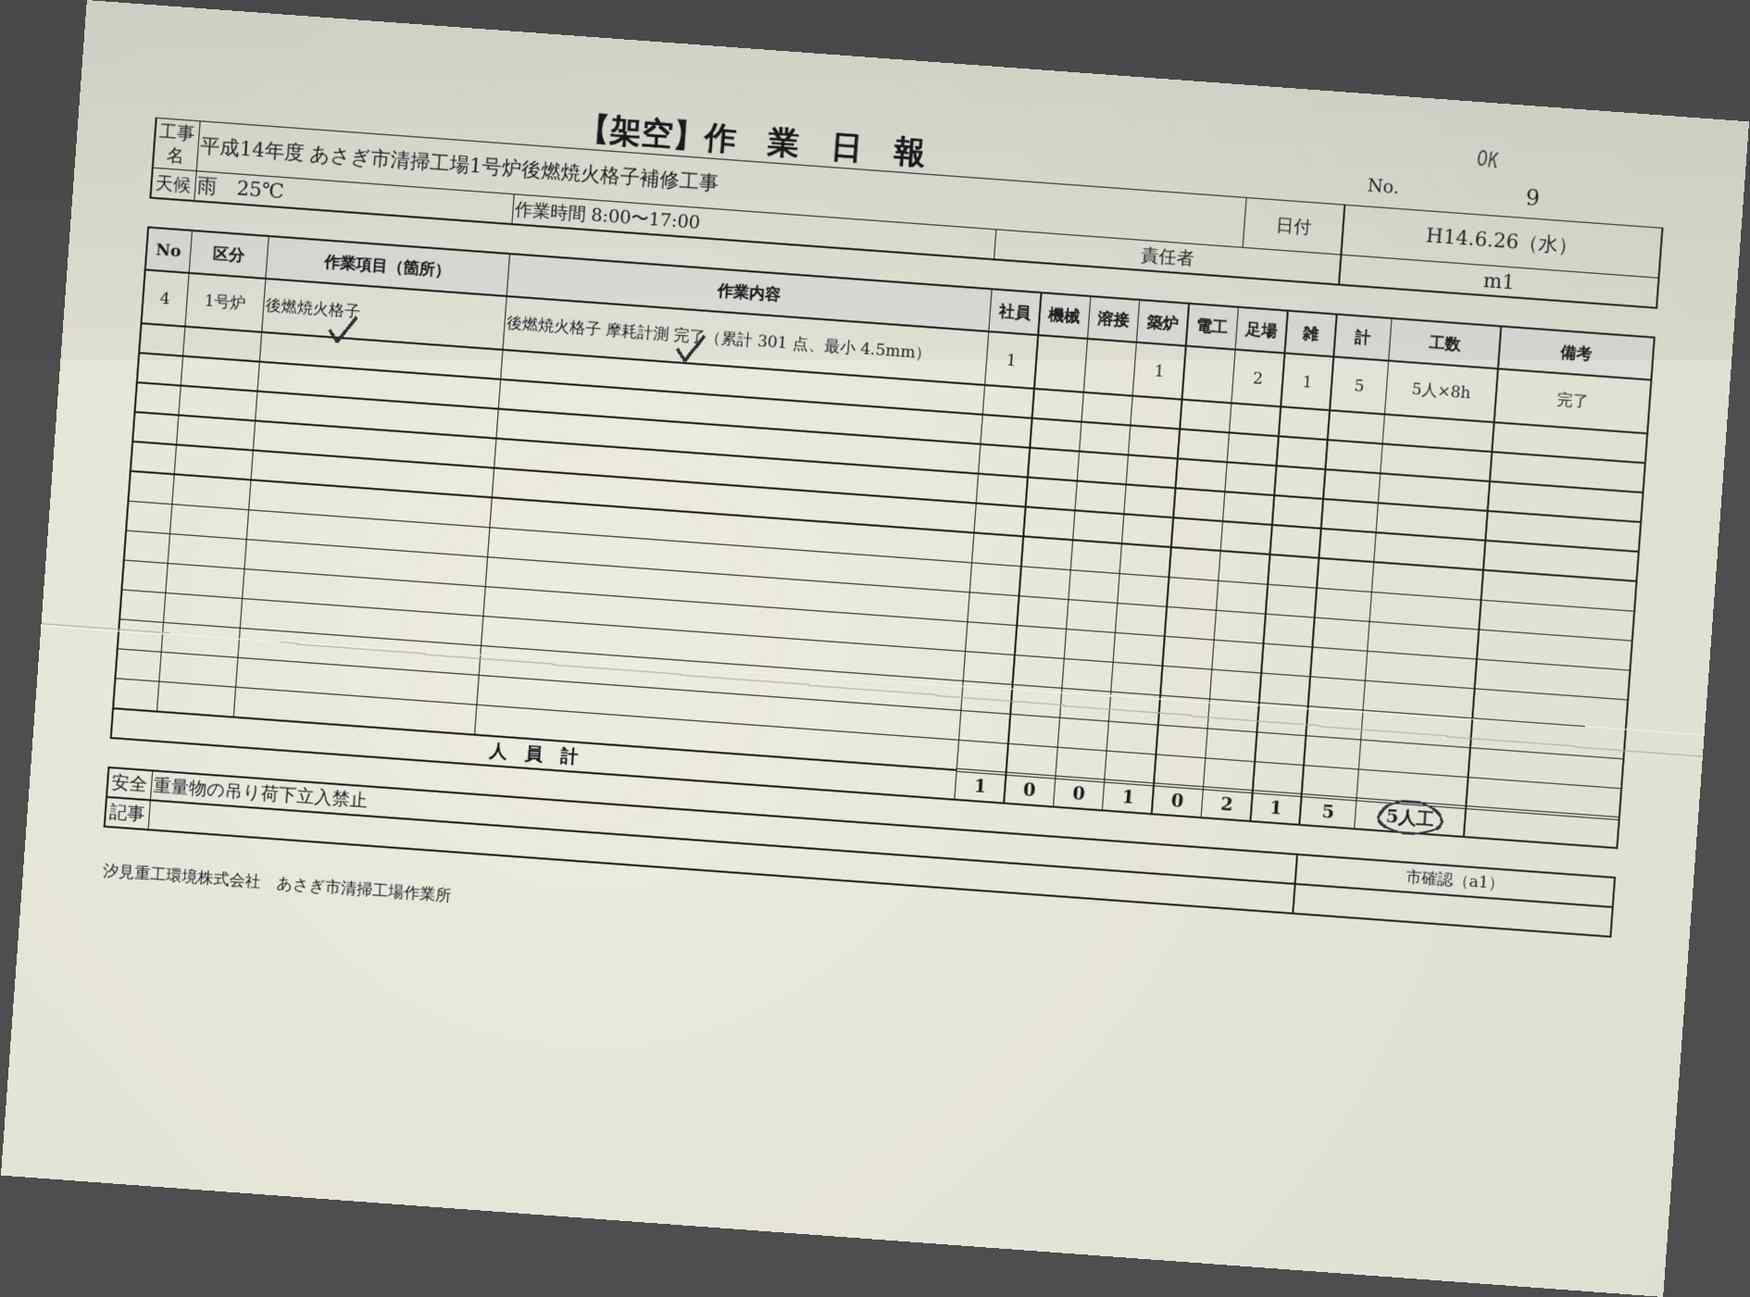 【架空】作 業 日 報
OK
No. 9
工事名 平成14年度 あさぎ市清掃工場1号炉後燃焼火格子補修工事 日付 H14.6.26（水）
天候 雨 25℃ 作業時間 8:00〜17:00 責任者 m1
No 区分 作業項目（箇所） 作業内容 社員 機械 溶接 築炉 電工 足場 雑 計 工数 備考
4 1号炉 後燃焼火格子 後燃焼火格子 摩耗計測 完了（累計 301 点、最小 4.5mm） 1 1 2 1 5 5人×8h 完了
人 員 計 1 0 0 1 0 2 1 5 5人工
安全 重量物の吊り荷下立入禁止 市確認（a1）
記事
汐見重工環境株式会社 あさぎ市清掃工場作業所